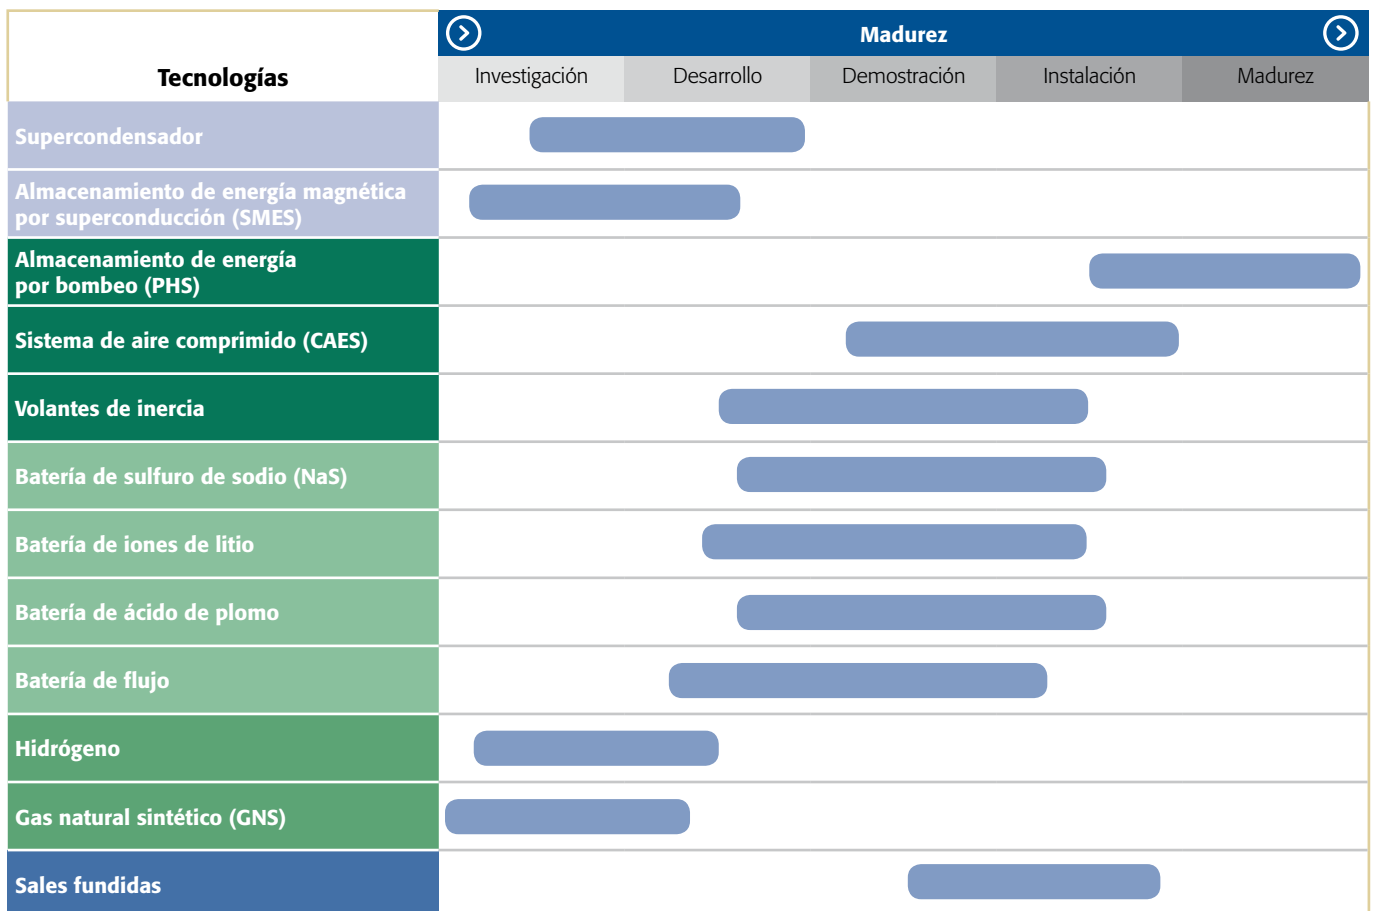 Madurez
Tecnologías
Investigación
Desarrollo
Demostración
Instalación
Madurez
Supercondensador
Almacenamiento de energía magnética
por superconducción (SMES)
Almacenamiento de energía
por bombeo (PHS)
Sistema de aire comprimido (CAES)
Volantes de inercia
Batería de sulfuro de sodio (NaS)
Batería de iones de litio
Batería de ácido de plomo
Batería de flujo
Hidrógeno
Gas natural sintético (GNS)
Sales fundidas